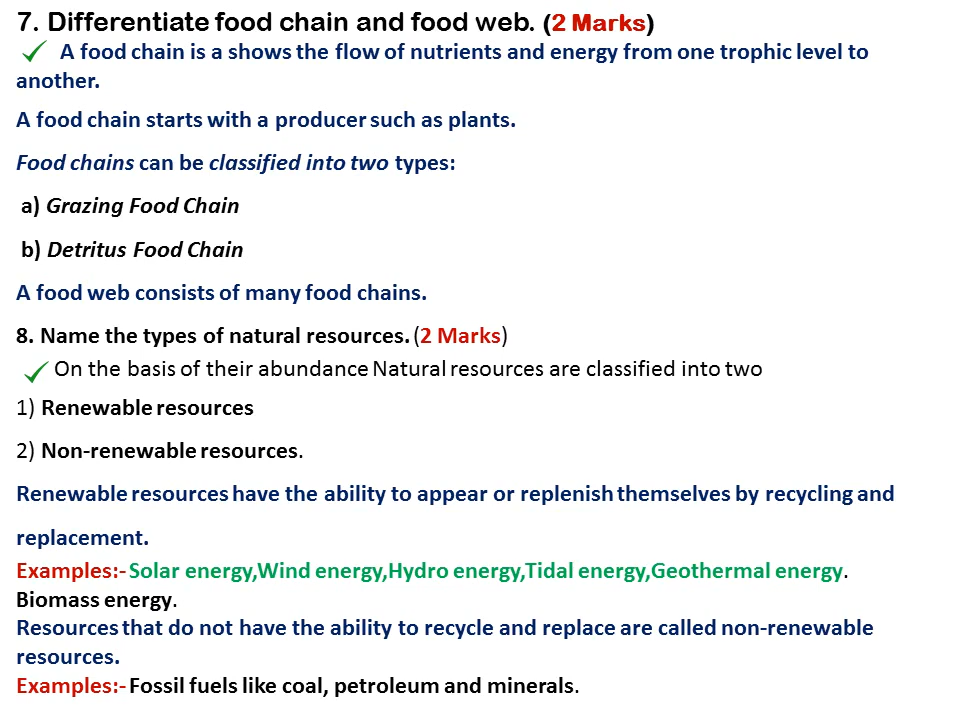 7. Differentiate food chain and food web. (2 Marks)
A food chain is a shows the flow of nutrients and energy from one trophic level to
another.
A food chain starts with a producer such as plants.
Food chains can be classified into two types:
a) Grazing Food Chain
b) Detritus Food Chain
A food web consists of many food chains.
8. Name the types of natural resources. (2 Marks)
On the basis of their abundance Natural resources are classified into two
1) Renewable resources
2) Non-renewable resources.
Renewable resources have the ability to appear or replenish themselves by recycling and
replacement.
Examples:- Solar energy,Wind energy,Hydro energy,Tidal energy,Geothermal energy.
Biomass energy.
Resources that do not have the ability to recycle and replace are called non-renewable
resources.
Examples:- Fossil fuels like coal, petroleum and minerals.